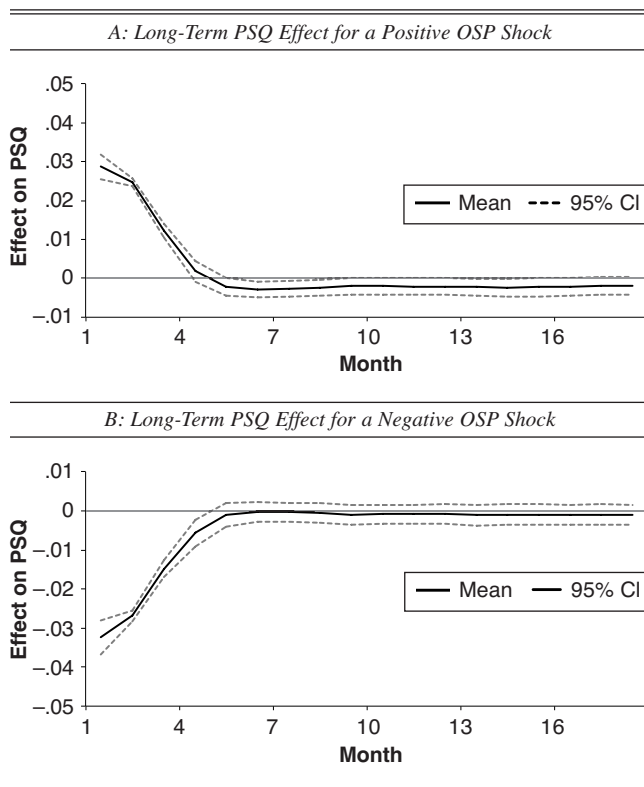 A: Long-Term PSQ Effect for a Positive OSP Shock
.05
.04
.03
.02
.01
0
–.01
Effect on PSQ
Mean 95% CI
1 4 7 10 13 16
Month
B: Long-Term PSQ Effect for a Negative OSP Shock
.01
0
–.01
–.02
–.03
–.04
–.05
Effect on PSQ
Mean 95% CI
1 4 7 10 13 16
Month